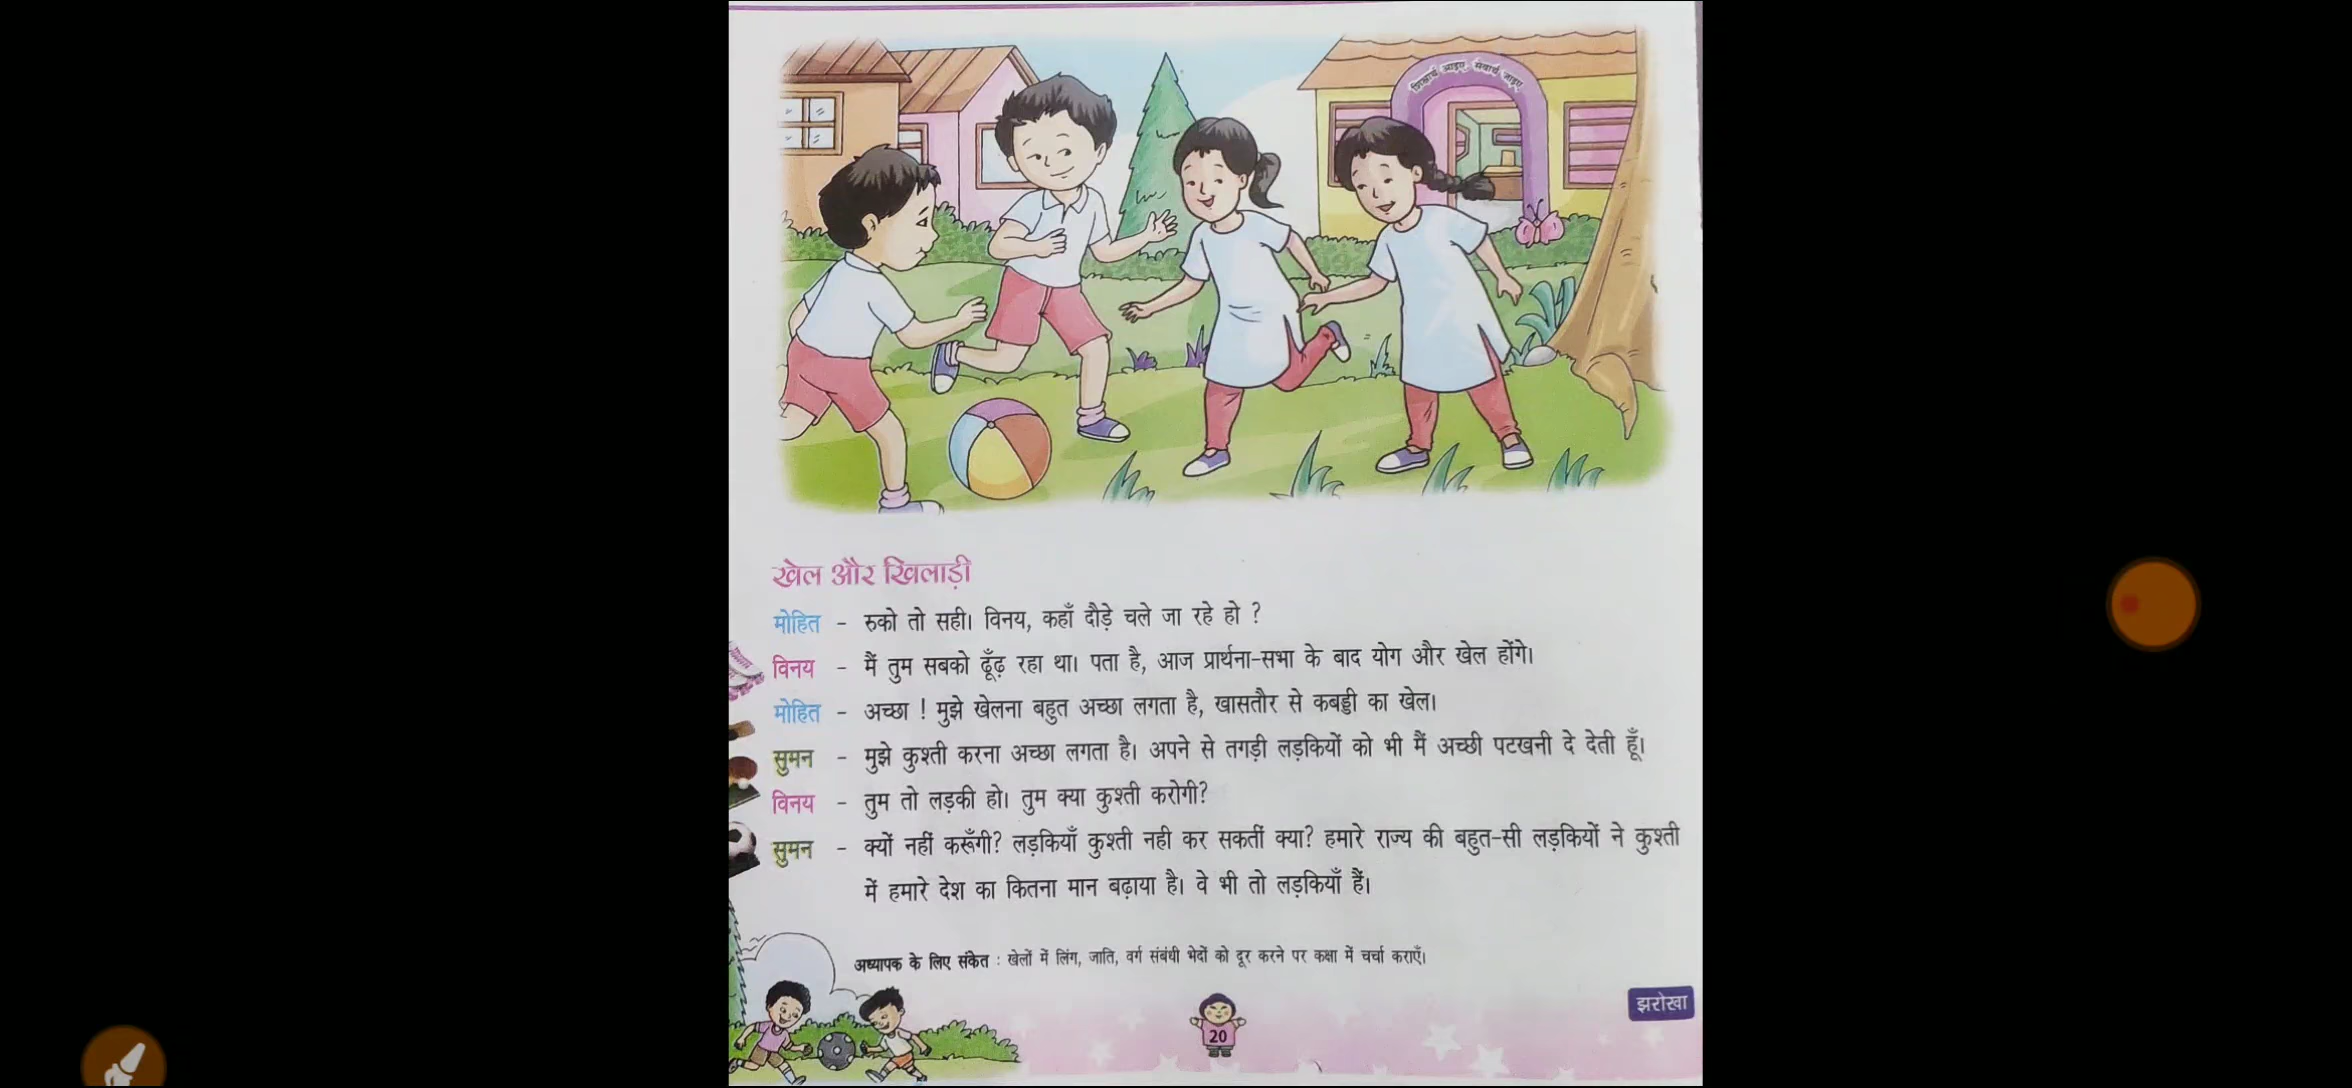 शिक्षार्थ आइए, सेवार्थ जाइए
खेल और खिलाड़ी
मोहित - रुको तो सही। विनय, कहाँ दौड़े चले जा रहे हो ?
विनय - मैं तुम सबको ढूँढ़ रहा था। पता है, आज प्रार्थना-सभा के बाद योग और खेल होंगे।
मोहित - अच्छा ! मुझे खेलना बहुत अच्छा लगता है, खासतौर से कबड्डी का खेल।
सुमन - मुझे कुश्ती करना अच्छा लगता है। अपने से तगड़ी लड़कियों को भी मैं अच्छी पटखनी दे देती हूँ।
विनय - तुम तो लड़की हो। तुम क्या कुश्ती करोगी?
सुमन - क्यों नहीं करूँगी? लड़कियाँ कुश्ती नही कर सकतीं क्या? हमारे राज्य की बहुत-सी लड़कियों ने कुश्ती
में हमारे देश का कितना मान बढ़ाया है। वे भी तो लड़कियाँ हैं।
अध्यापक के लिए संकेत : खेलों में लिंग, जाति, वर्ग संबंधी भेदों को दूर करने पर कक्षा में चर्चा कराएँ।
झरोखा
20